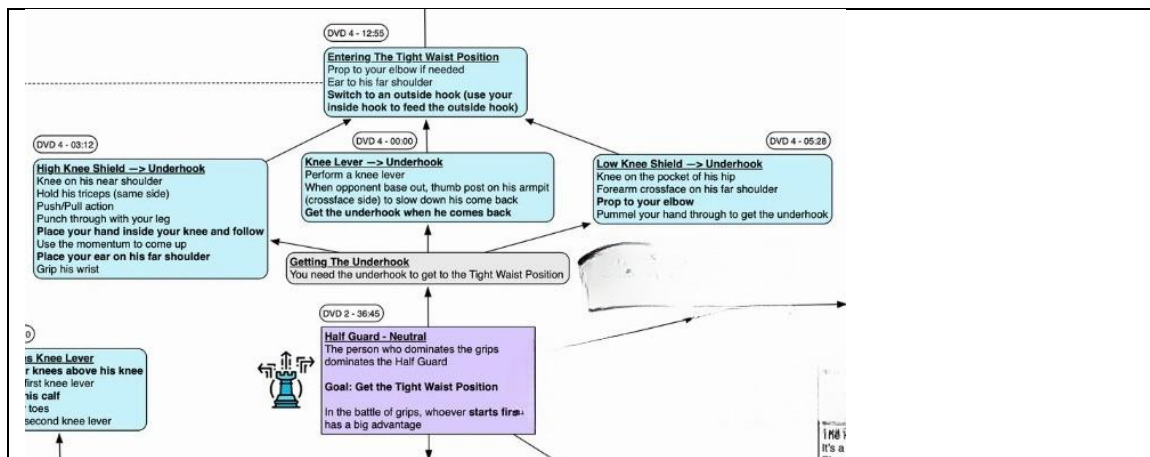 DVD 4 - 12:55
Entering The Tight Waist Position
Prop to your elbow if needed
Ear to his far shoulder
Switch to an outside hook (use your
inside hook to feed the outside hook)
DVD 4 - 03:12
High Knee Shield —> Underhook
Knee on his near shoulder
Hold his triceps (same side)
Push/Pull action
Punch through with your leg
Place your hand inside your knee and follow
Use the momentum to come up
Place your ear on his far shoulder
Grip his wrist
DVD 4 - 00:00
Knee Lever —> Underhook
Perform a knee lever
When opponent base out, thumb post on his armpit
(crossface side) to slow down his come back
Get the underhook when he comes back
DVD 4 - 05:28
Low Knee Shield —> Underhook
Knee on the pocket of his hip
Forearm crossface on his far shoulder
Prop to your elbow
Pummel your hand through to get the underhook
Getting The Underhook
You need the underhook to get to the Tight Waist Position
DVD 2 - 36:45
Half Guard - Neutral
The person who dominates the grips
dominates the Half Guard
Goal: Get the Tight Waist Position
In the battle of grips, whoever starts
has a big advantage
Knee Lever
knees above his knee
first knee lever
his calf
toes
second knee lever
It's a